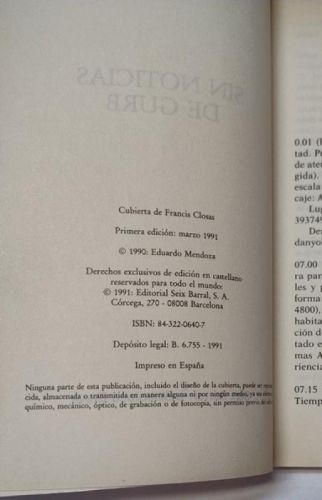 SIN NOTICIAS
DE GURB
Cubierta de Francis Closas
Primera edición: marzo 1991
© 1990: Eduardo Mendoza
Derechos exclusivos de edición en castellano
reservados para todo el mundo:
© 1991: Editorial Seix Barral, S. A.
Córcega, 270 - 08008 Barcelona
ISBN: 84-322-0640-7
Depósito legal: B. 6.755 - 1991
Impreso en España
Ninguna parte de esta publicación, incluido el diseño de la cubierta, puede ser
cida, almacenada o transmitida en manera alguna ni por ningún medio, ya sea
químico, mecánico, óptico, de grabación o de fotocopia, sin permiso previo del
0.01 (
tad. P
de ate
gida).
escala
caje: A
Lug
39374
De
danyo
07.00
ra par
les y p
forma
4800),
habita
ción d
tado e
mas A
riencia
07.15
Tiemp